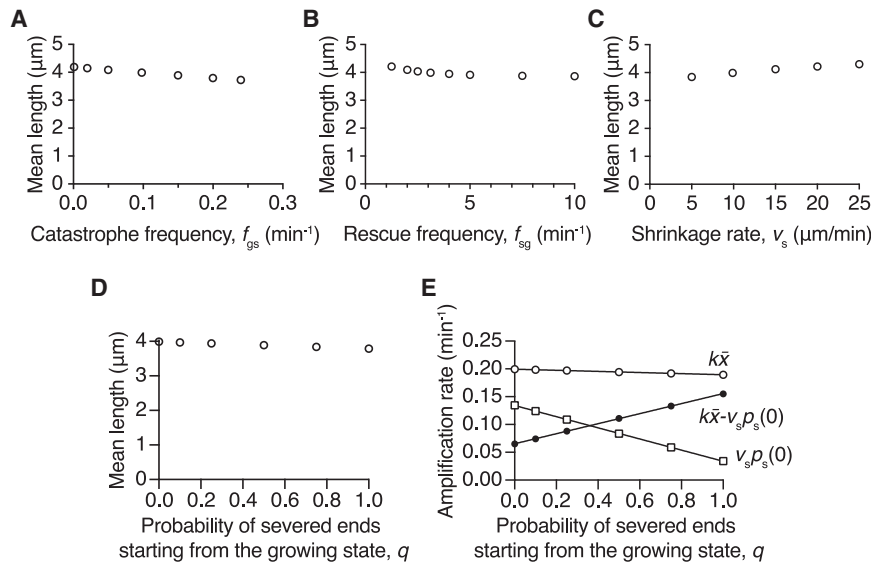 A
Mean length (µm)
5
4
3
2
1
0
0.0 0.1 0.2 0.3
Catastrophe frequency, fgs (min⁻¹)
B
Mean length (µm)
5
4
3
2
1
0
0 5 10
Rescue frequency, fsg (min⁻¹)
C
Mean length (µm)
5
4
3
2
1
0
0 5 10 15 20 25
Shrinkage rate, vs (µm/min)
D
Mean length (µm)
4
3
2
1
0
0.0 0.2 0.4 0.6 0.8 1.0
Probability of severed ends
starting from the growing state, q
E
Amplification rate (min⁻¹)
0.25
0.20
0.15
0.10
0.05
0.00
kx̄
kx̄-vsps(0)
vsps(0)
0.0 0.2 0.4 0.6 0.8 1.0
Probability of severed ends
starting from the growing state, q